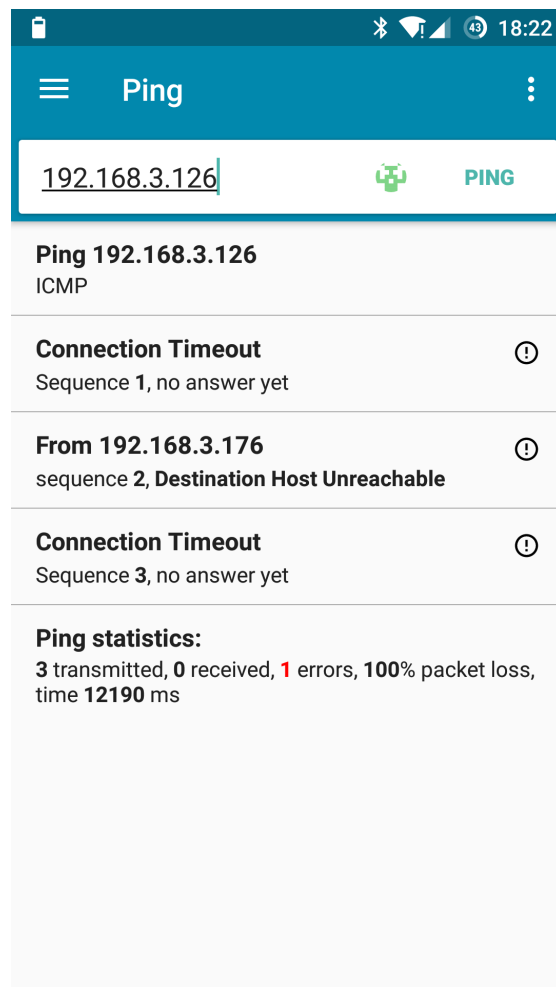 43 18:22
Ping
192.168.3.126 PING
Ping 192.168.3.126
ICMP
Connection Timeout
Sequence 1, no answer yet
From 192.168.3.176
sequence 2, Destination Host Unreachable
Connection Timeout
Sequence 3, no answer yet
Ping statistics:
3 transmitted, 0 received, 1 errors, 100% packet loss,
time 12190 ms